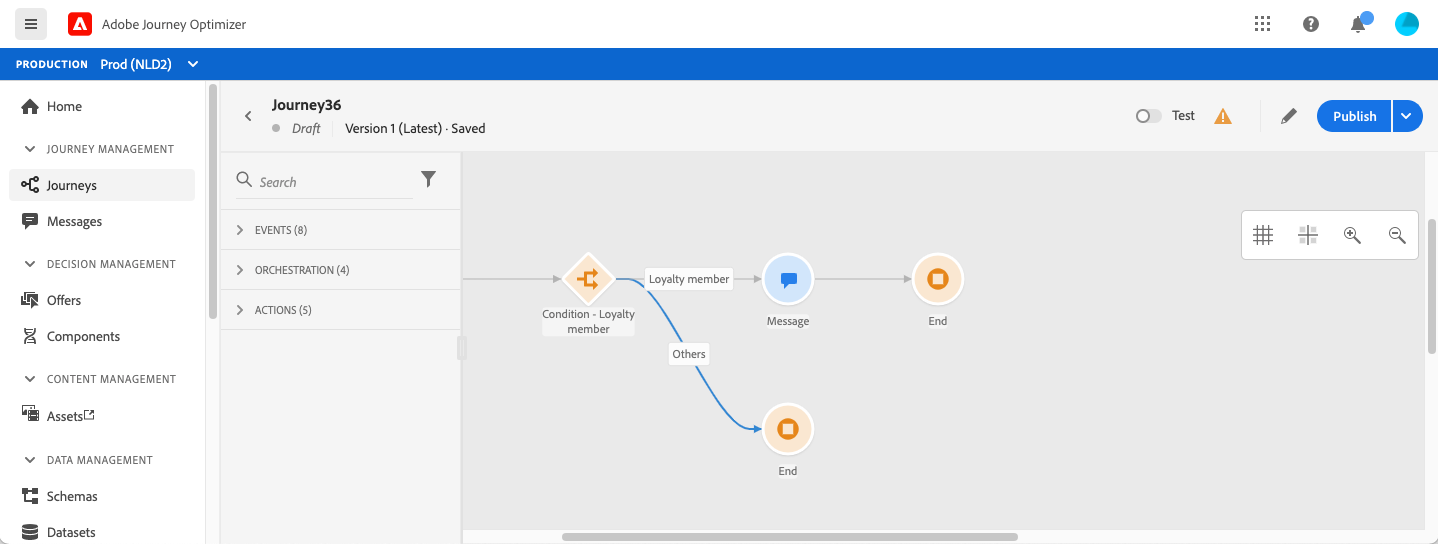 Adobe Journey Optimizer
PRODUCTION Prod (NLD2)
Home
JOURNEY MANAGEMENT
Journeys
Messages
DECISION MANAGEMENT
Offers
Components
CONTENT MANAGEMENT
Assets
DATA MANAGEMENT
Schemas
Datasets
Journey36
Draft Version 1 (Latest) · Saved
Test
Publish
Search
EVENTS (8)
ORCHESTRATION (4)
ACTIONS (5)
Condition - Loyalty
member
Loyalty member
Message
End
Others
End